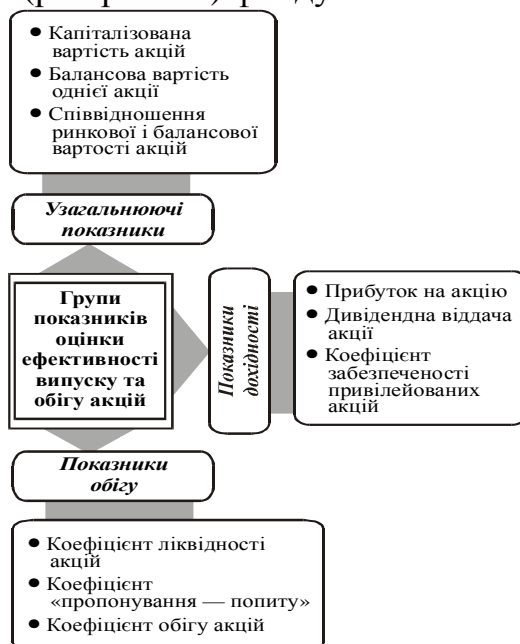 • Капіталізована
вартість акцій
• Балансова вартість
однієї акції
• Співвідношення
ринкової і балансової
вартості акцій
Узагальнюючі
показники
Групи
показників
оцінки
ефективності
випуску та
обігу акцій
Показники
дохідності
• Прибуток на акцію
• Дивідендна віддача
акції
• Коефіцієнт
забезпеченості
привілейованих
акцій
Показники
обігу
• Коефіцієнт ліквідності
акцій
• Коефіцієнт
«пропонування — попиту»
• Коефіцієнт обігу акцій